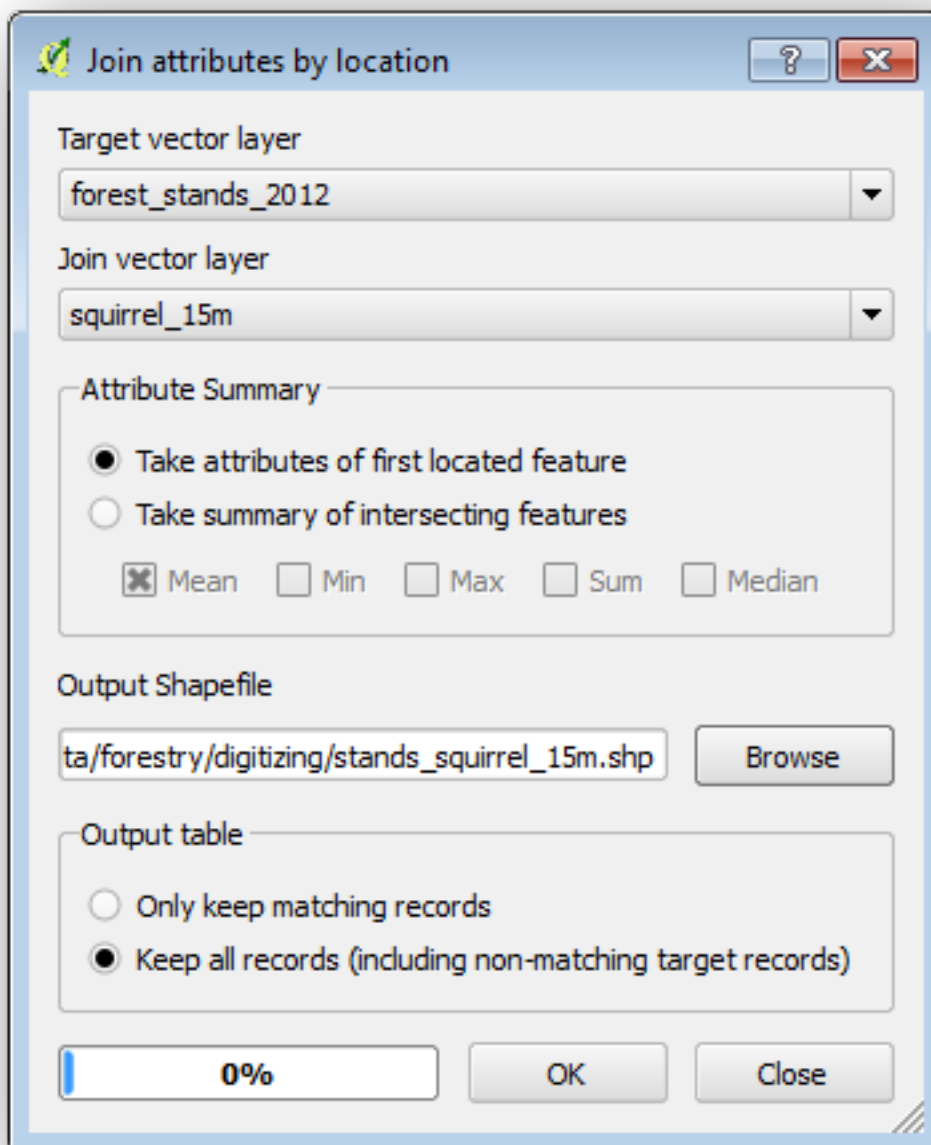 Join attributes by location
?
Target vector layer
forest_stands_2012
Join vector layer
squirrel_15m
Attribute Summary
Take attributes of first located feature
Take summary of intersecting features
Mean Min Max Sum Median
Output Shapefile
ta/forestry/digitizing/stands_squirrel_15m.shp Browse
Output table
Only keep matching records
Keep all records (including non-matching target records)
0% OK Close